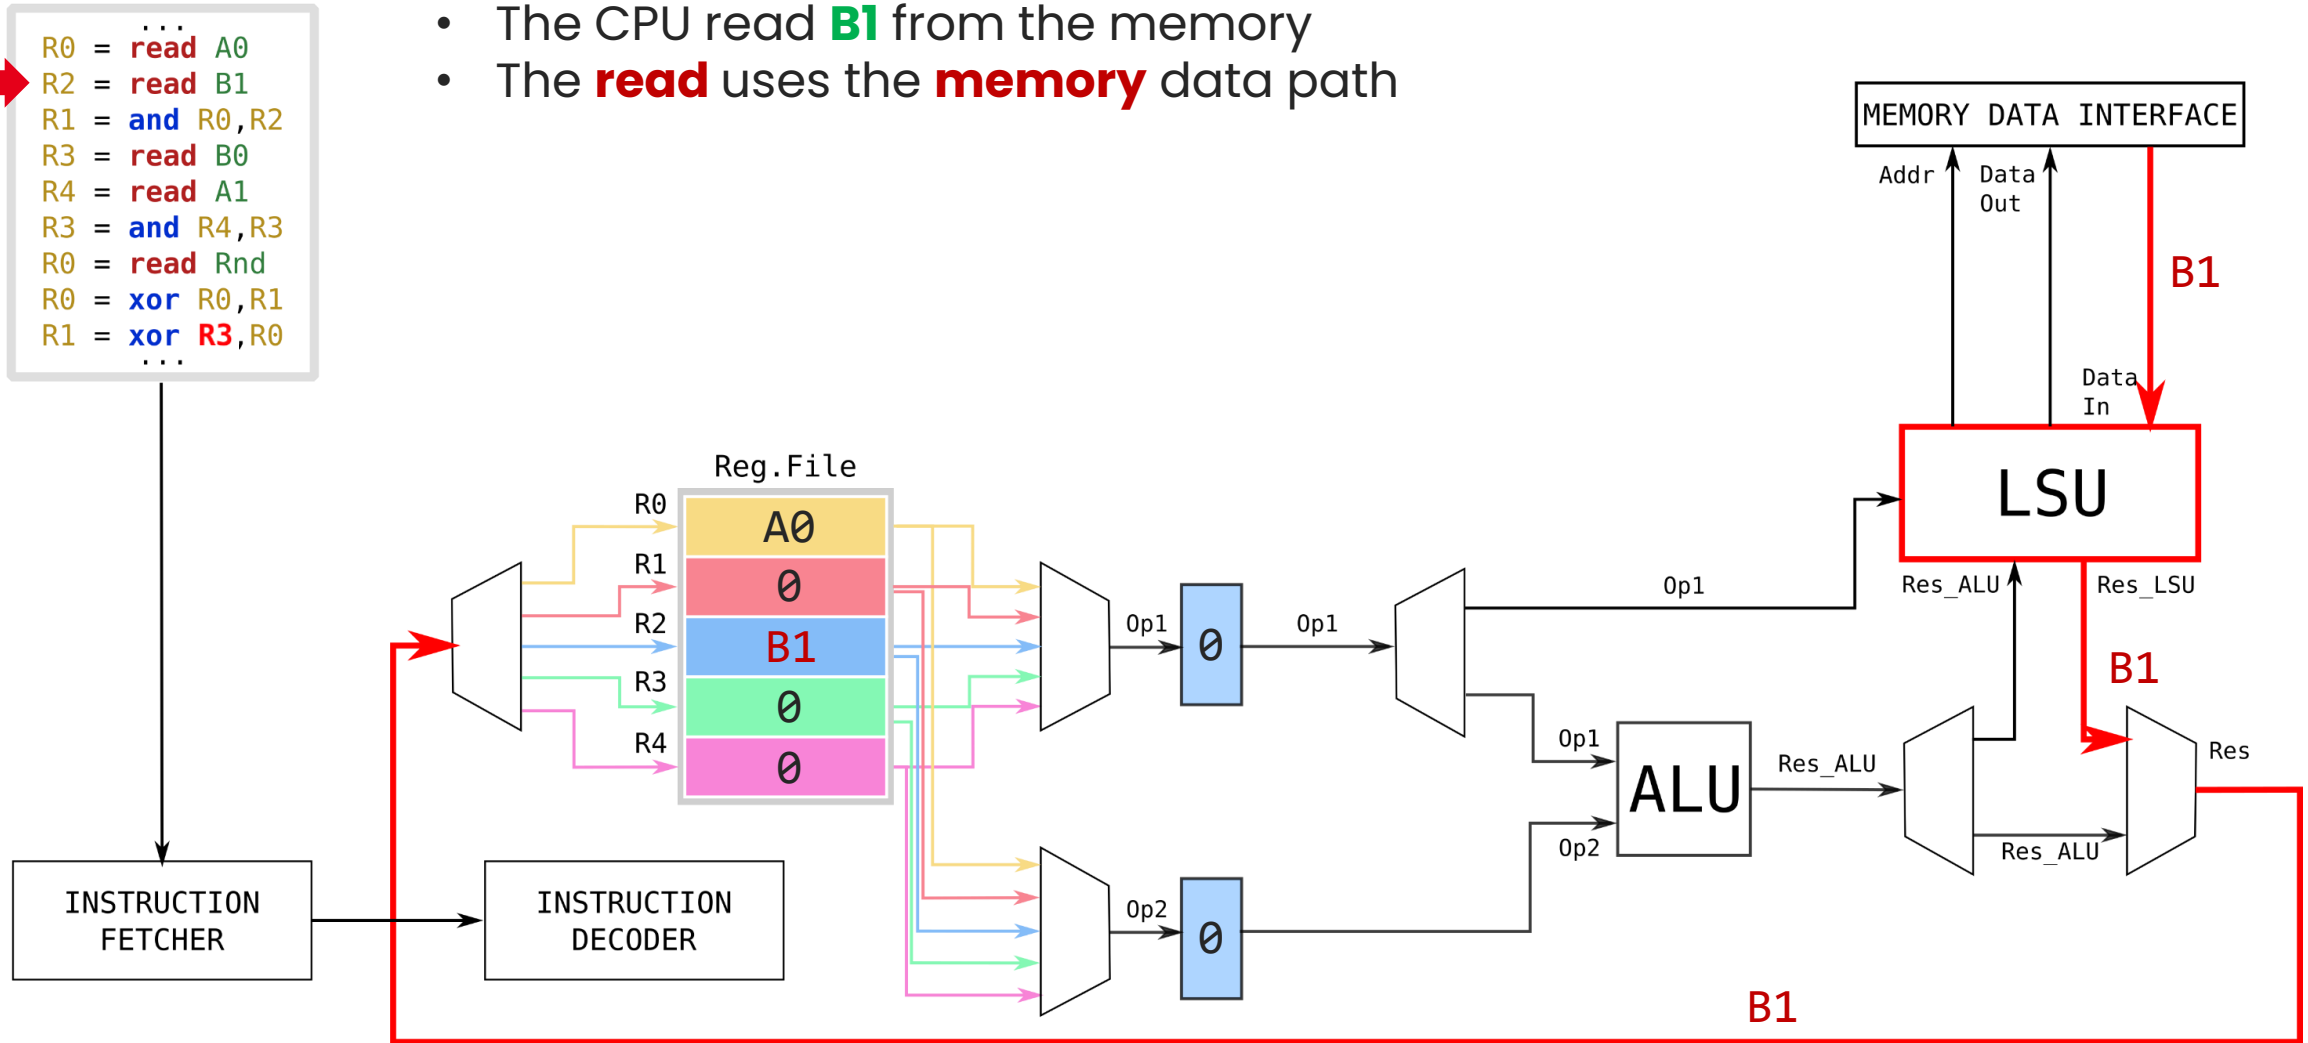 ...
R0 = read A0
R2 = read B1
R1 = and R0,R2
R3 = read B0
R4 = read A1
R3 = and R4,R3
R0 = read Rnd
R0 = xor R0,R1
R1 = xor R3,R0
...
• The CPU read B1 from the memory
• The read uses the memory data path
MEMORY DATA INTERFACE
Addr
Data
Out
B1
Data
In
LSU
Res_ALU
Res_LSU
B1
Reg.File
R0
A0
R1
0
R2
B1
R3
0
R4
0
Op1
0
Op1
Op1
Op1
ALU
Op2
Res_ALU
Res_ALU
Res
Op2
0
B1
INSTRUCTION
FETCHER
INSTRUCTION
DECODER